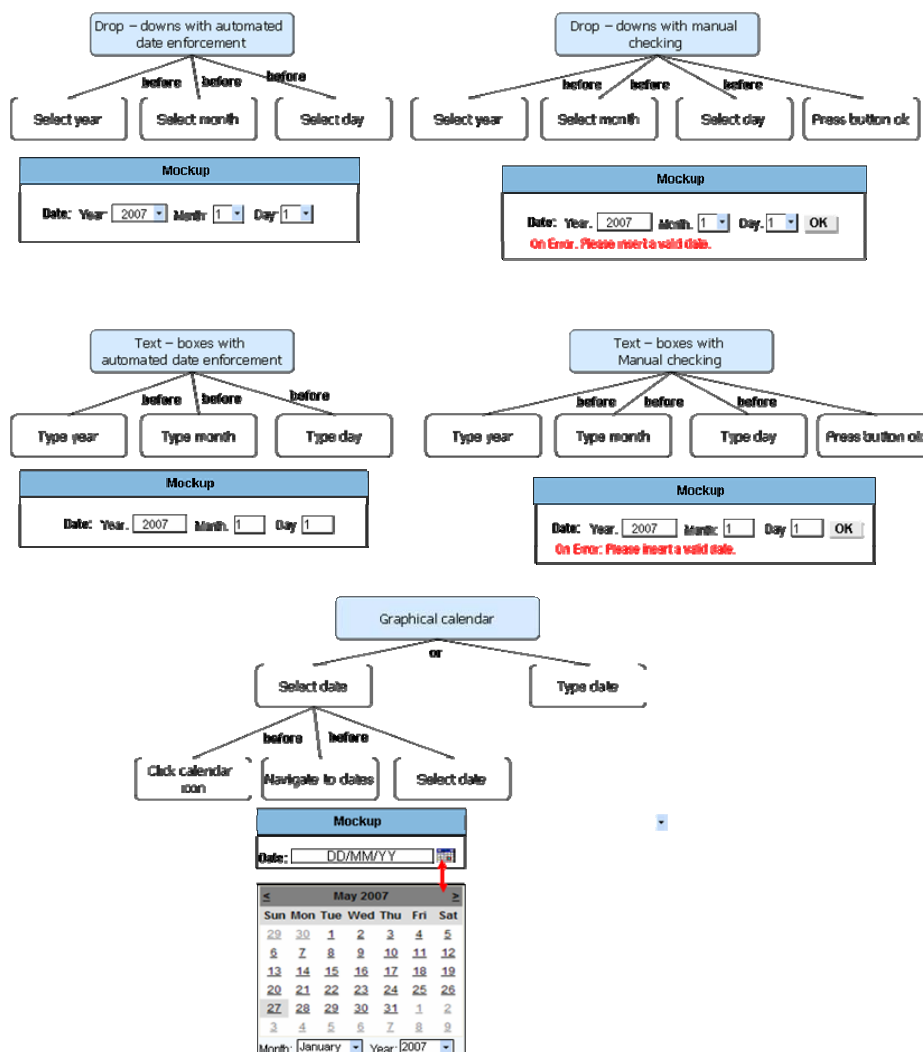 Drop – downs with automated
date enforcement
before before before
Select year Select month Select day
Mockup
Date: Year 2007 Month 1 Day 1
Drop – downs with manual
checking
before before before
Select year Select month Select day Press button ok
Mockup
Date: Year. 2007 Month. 1 Day. 1 OK
On Error. Please insert a valid date.
Text – boxes with
automated date enforcement
before before before
Type year Type month Type day
Mockup
Date: Year. 2007 Month. 1 Day 1
Text – boxes with
Manual checking
before before before
Type year Type month Type day Press button ok
Mockup
Date: Year. 2007 Month: 1 Day 1 OK
On Error: Please insert a valid date.
Graphical calendar
or
Select date Type date
before before
Click calendar
icon
Navigate to dates
Select date
Mockup
Date: DD/MM/YY
< May 2007 >
Sun Mon Tue Wed Thu Fri Sat
29 30 1 2 3 4 5
6 7 8 9 10 11 12
13 14 15 16 17 18 19
20 21 22 23 24 25 26
27 28 29 30 31 1 2
3 4 5 6 7 8 9
Month: January Year: 2007